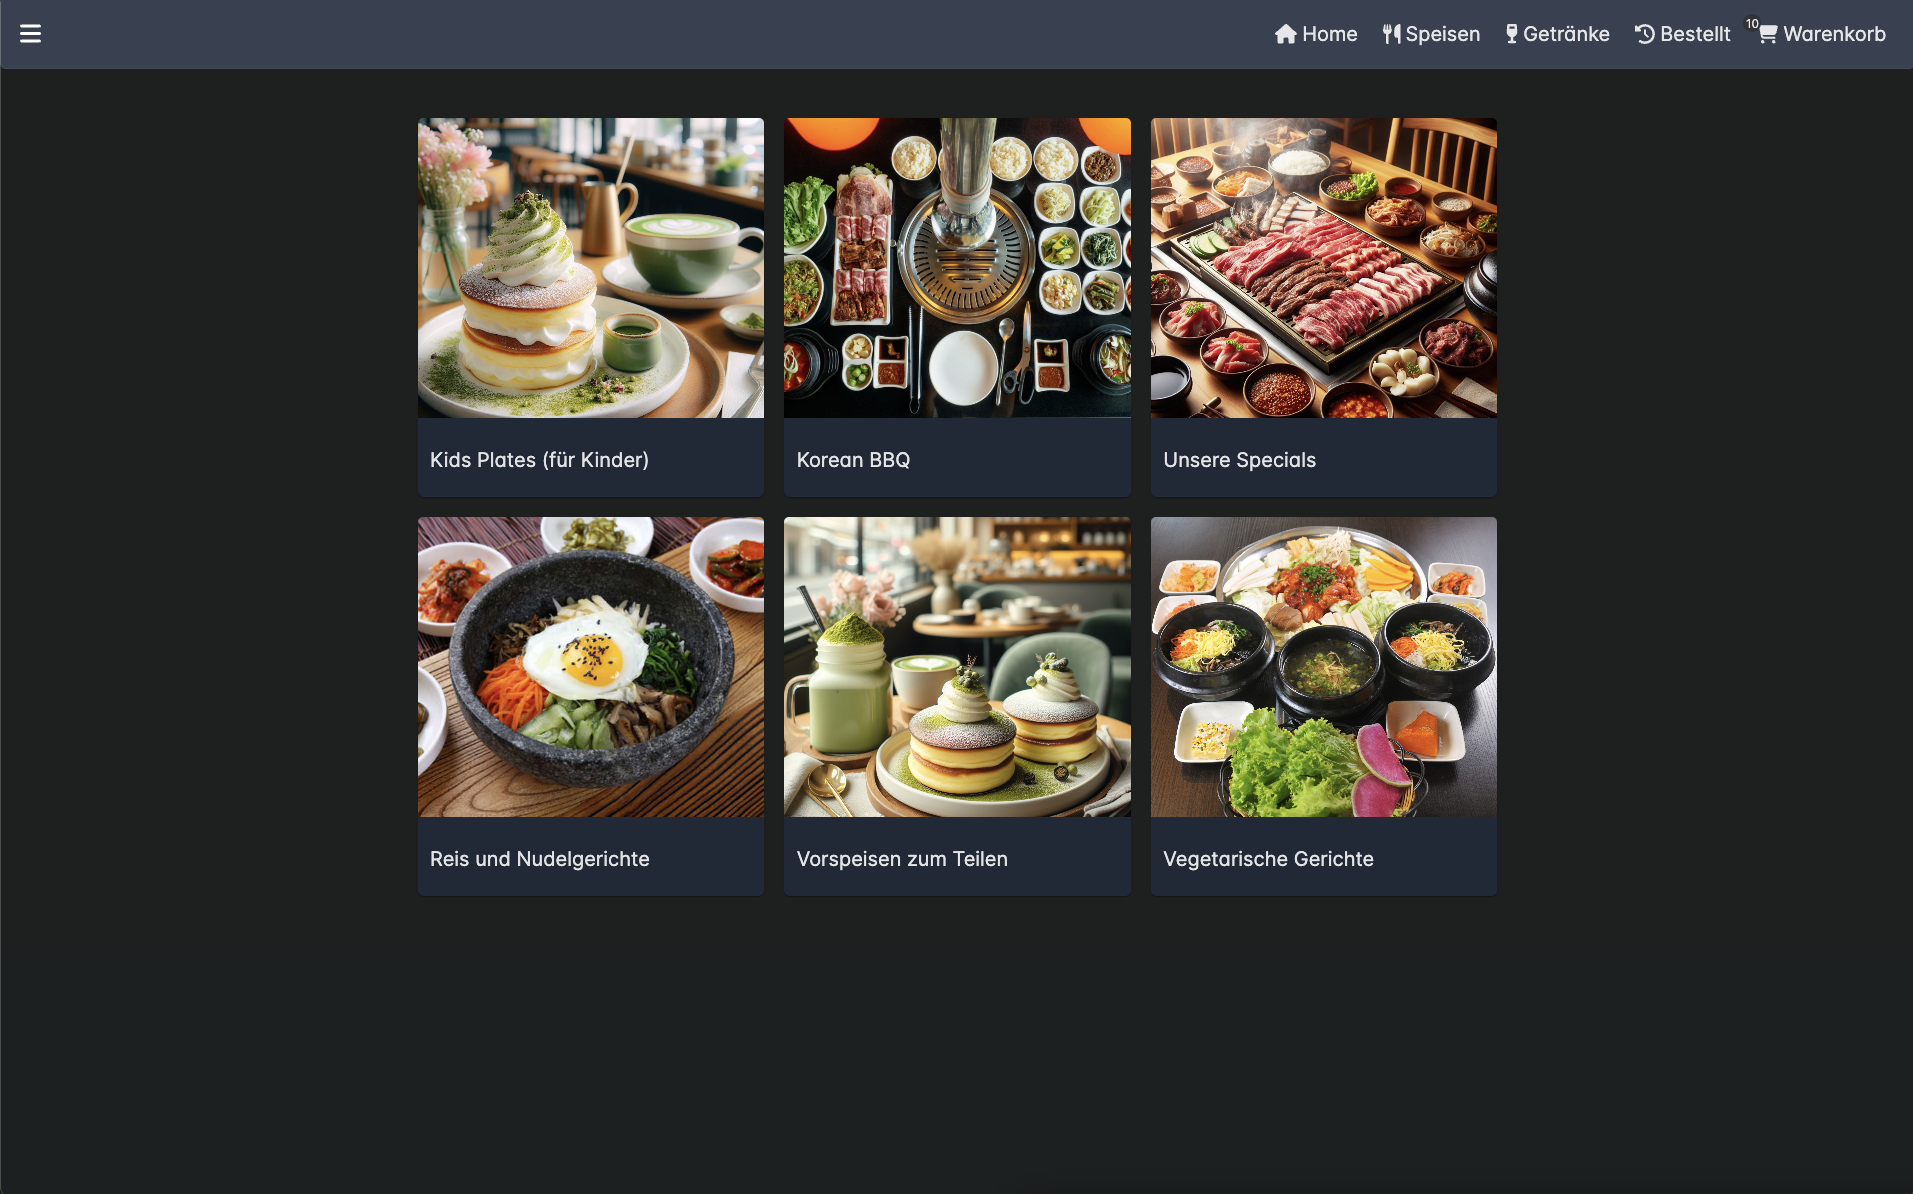 Home Speisen Getränke Bestellt 10 Warenkorb
Kids Plates (für Kinder)
Korean BBQ
Unsere Specials
Reis und Nudelgerichte
Vorspeisen zum Teilen
Vegetarische Gerichte